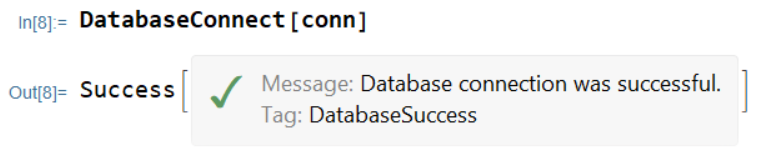 In[8]:= DatabaseConnect[conn]
Out[8]= Success[ Message: Database connection was successful. ]
Tag: DatabaseSuccess